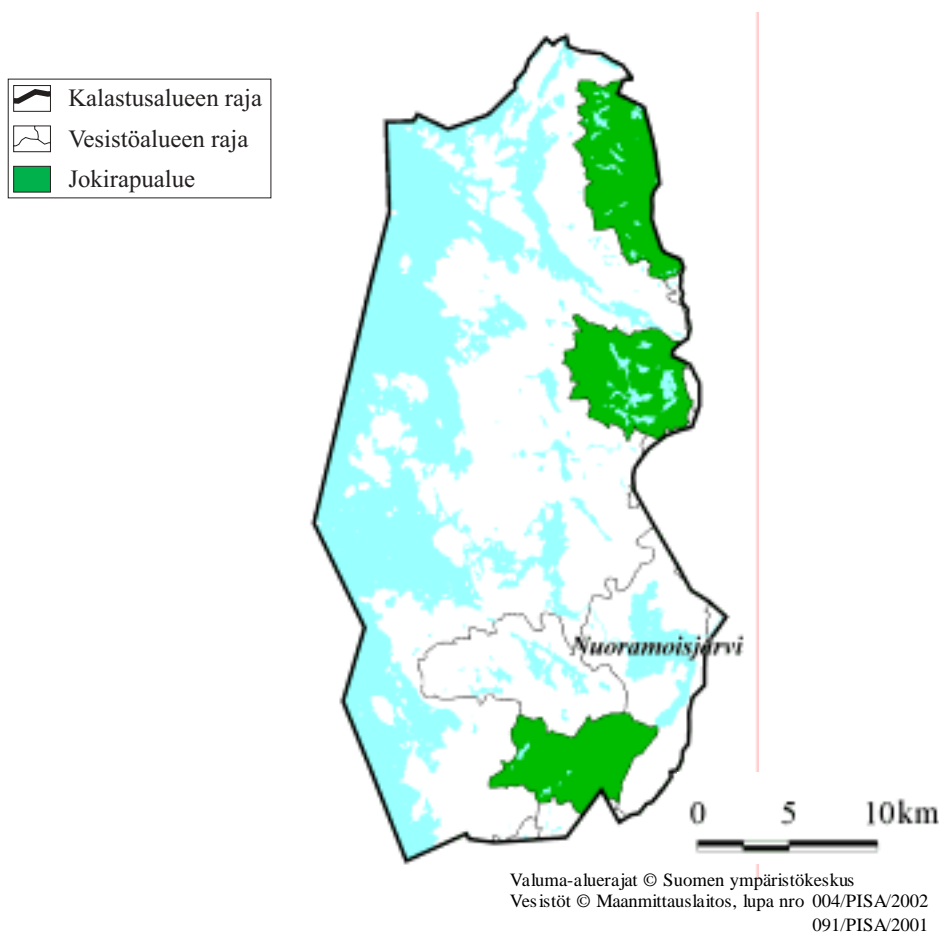 Kalastusalueen raja
Vesistöalueen raja
Jokirapualue
Nuoramoisjärvi
0 5 10km
Valuma-aluerajat © Suomen ympäristökeskus
Vesistöt © Maanmittauslaitos, lupa nro 004/PISA/2002
091/PISA/2001